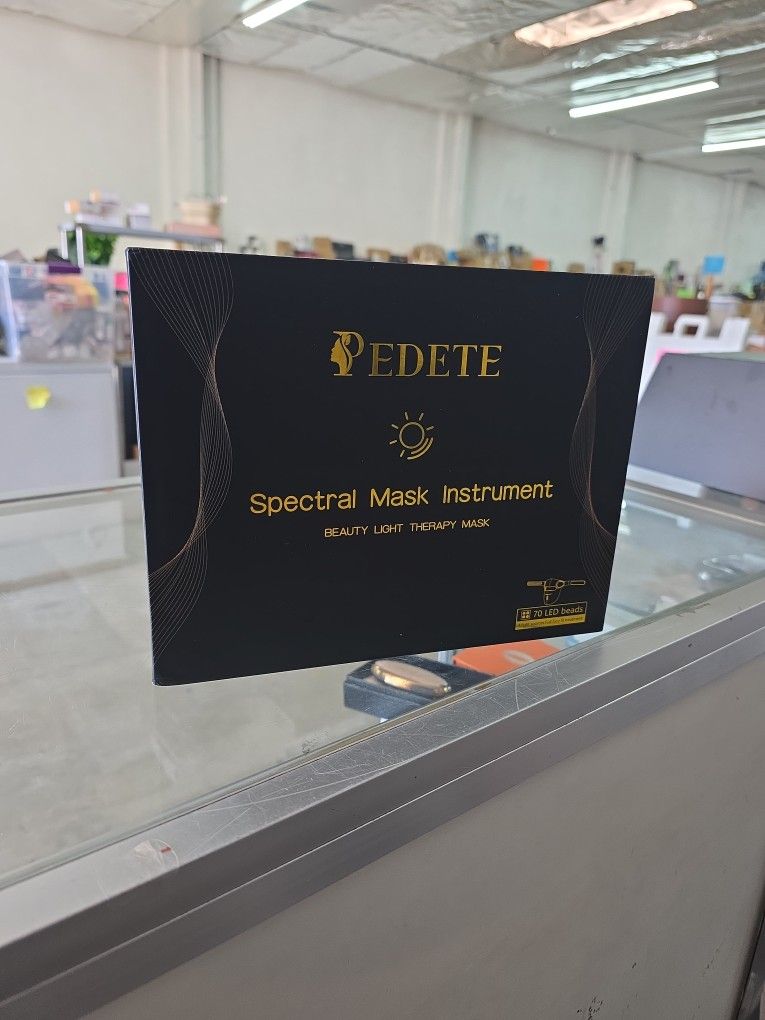 PEDETE
Spectral Mask Instrument
BEAUTY LIGHT THERAPY MASK
70 LED beads